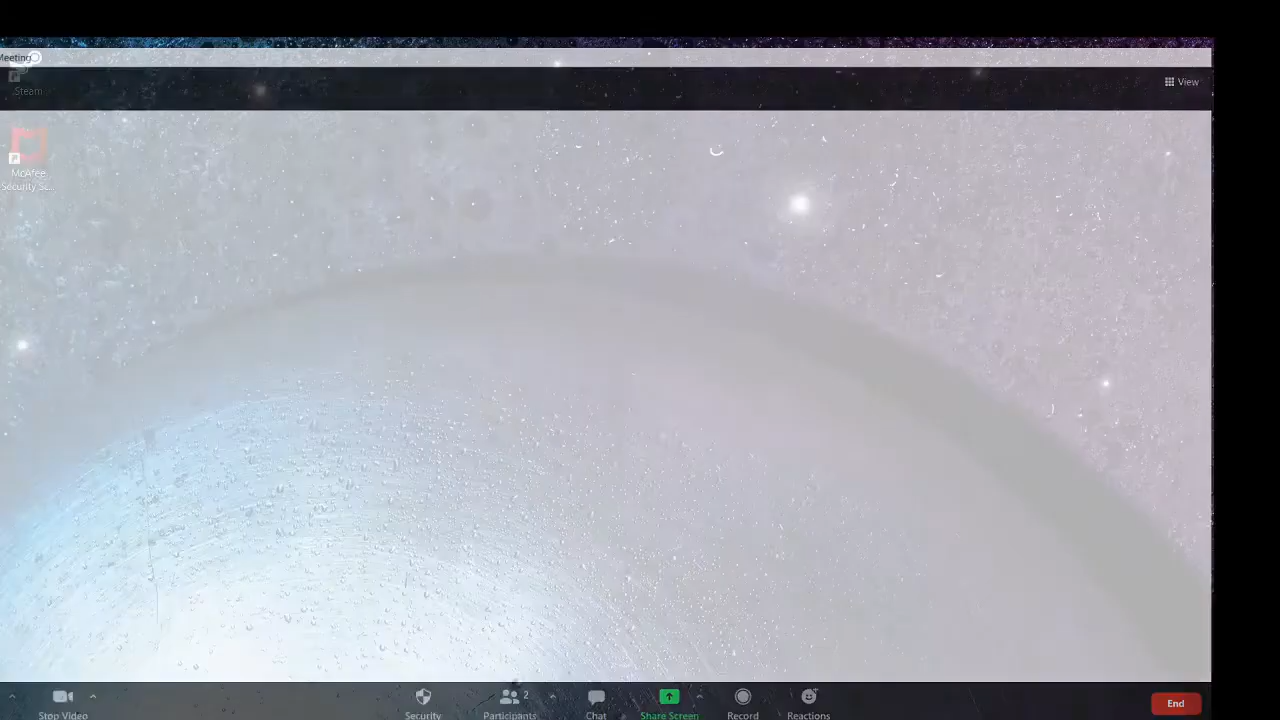 Meeting
View
Steam
McAfee
Security Sc...
Stop Video
Security
Participants
2
Chat
Share Screen
Record
Reactions
End